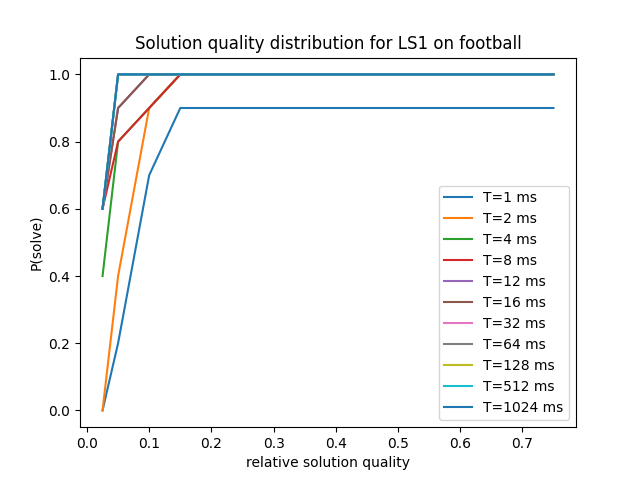 Solution quality distribution for LS1 on football
P(solve)
1.0
0.8
0.6
0.4
0.2
0.0
0.0 0.1 0.2 0.3 0.4 0.5 0.6 0.7
relative solution quality
T=1 ms
T=2 ms
T=4 ms
T=8 ms
T=12 ms
T=16 ms
T=32 ms
T=64 ms
T=128 ms
T=512 ms
T=1024 ms